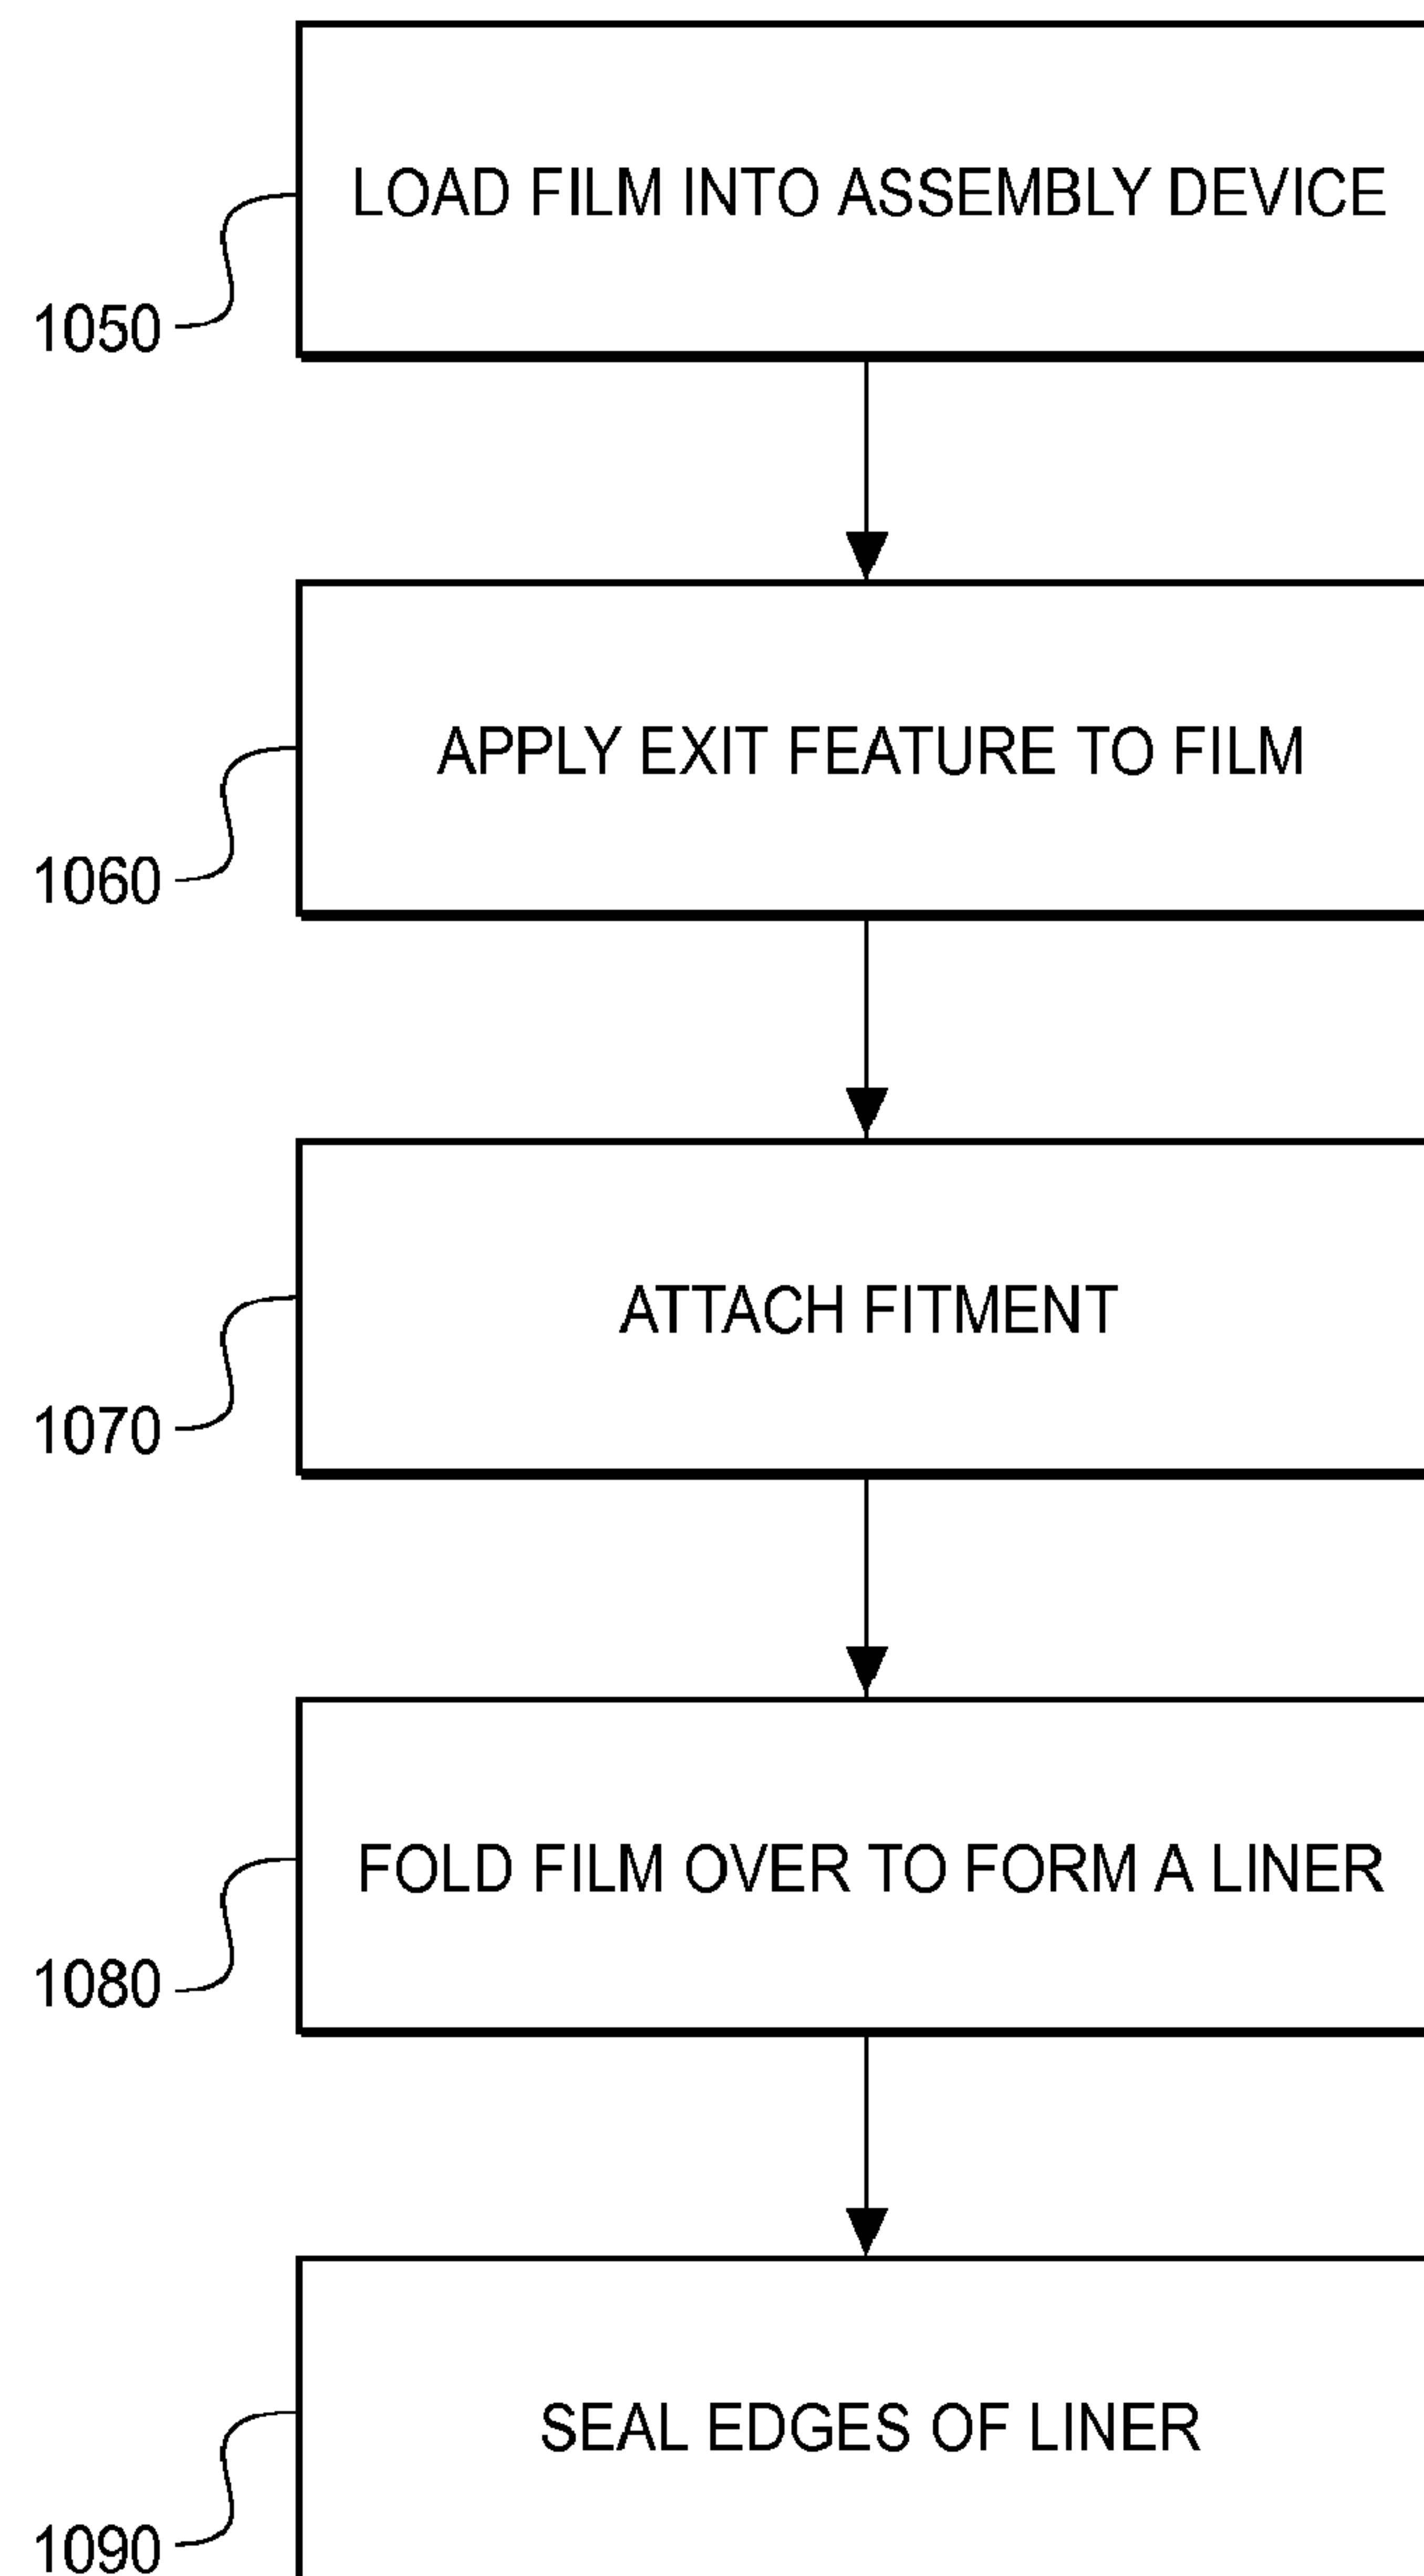 LOAD FILM INTO ASSEMBLY DEVICE
1050
APPLY EXIT FEATURE TO FILM
1060
ATTACH FITMENT
1070
FOLD FILM OVER TO FORM A LINER
1080
SEAL EDGES OF LINER
1090